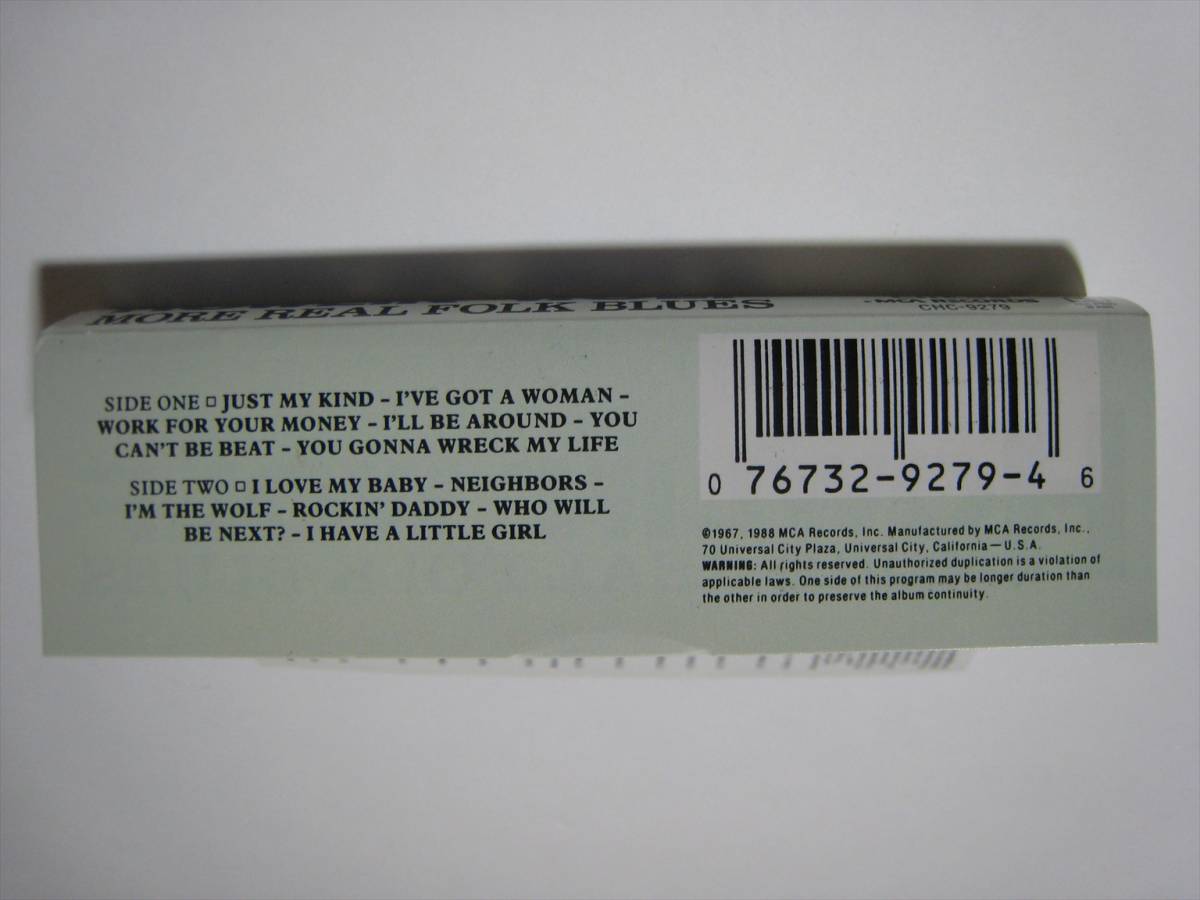 MORE REAL FOLK BLUES
MCA RECORDS
CHC-9279
SIDE ONE □ JUST MY KIND – I'VE GOT A WOMAN –
WORK FOR YOUR MONEY – I'LL BE AROUND – YOU
CAN'T BE BEAT – YOU GONNA WRECK MY LIFE
SIDE TWO □ I LOVE MY BABY – NEIGHBORS –
I'M THE WOLF – ROCKIN' DADDY – WHO WILL
BE NEXT? – I HAVE A LITTLE GIRL
0 76732-9279-4 6
©1967, 1988 MCA Records, Inc. Manufactured by MCA Records, Inc.,
70 Universal City Plaza, Universal City, California — U.S.A.
WARNING: All rights reserved. Unauthorized duplication is a violation of
applicable laws. One side of this program may be longer duration than
the other in order to preserve the album continuity.